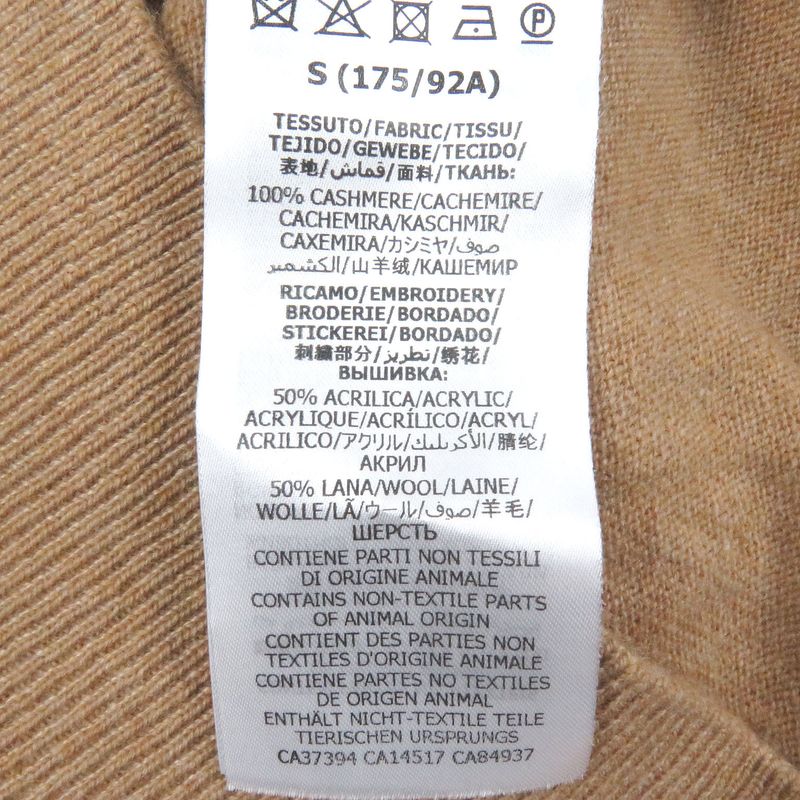 P
S (175/92A)
TESSUTO/FABRIC/TISSU/
TEJIDO/GEWEBE/TECIDO/
表地/قماش/面料/ТКАНЬ:
100% CASHMERE/CACHEMIRE/
CACHEMIRA/KASCHMIR/
CAXEMIRA/カシミヤ/صوف
الكشمير/山羊绒/КАШЕМИР
RICAMO/EMBROIDERY/
BRODERIE/BORDADO/
STICKEREI/BORDADO/
刺繍部分/تطريز/绣花/
ВЫШИВКА:
50% ACRILICA/ACRYLIC/
ACRYLIQUE/ACRÍLICO/ACRYL/
ACRILICO/アクリル/الأكريليك/腈纶/
АКРИЛ
50% LANA/WOOL/LAINE/
WOLLE/LÃ/ウール/صوف/羊毛/
ШЕРСТЬ
CONTIENE PARTI NON TESSILI
DI ORIGINE ANIMALE
CONTAINS NON-TEXTILE PARTS
OF ANIMAL ORIGIN
CONTIENT DES PARTIES NON
TEXTILES D'ORIGINE ANIMALE
CONTIENE PARTES NO TEXTILES
DE ORIGEN ANIMAL
ENTHÄLT NICHT-TEXTILE TEILE
TIERISCHEN URSPRUNGS
CA37394 CA14517 CA84937